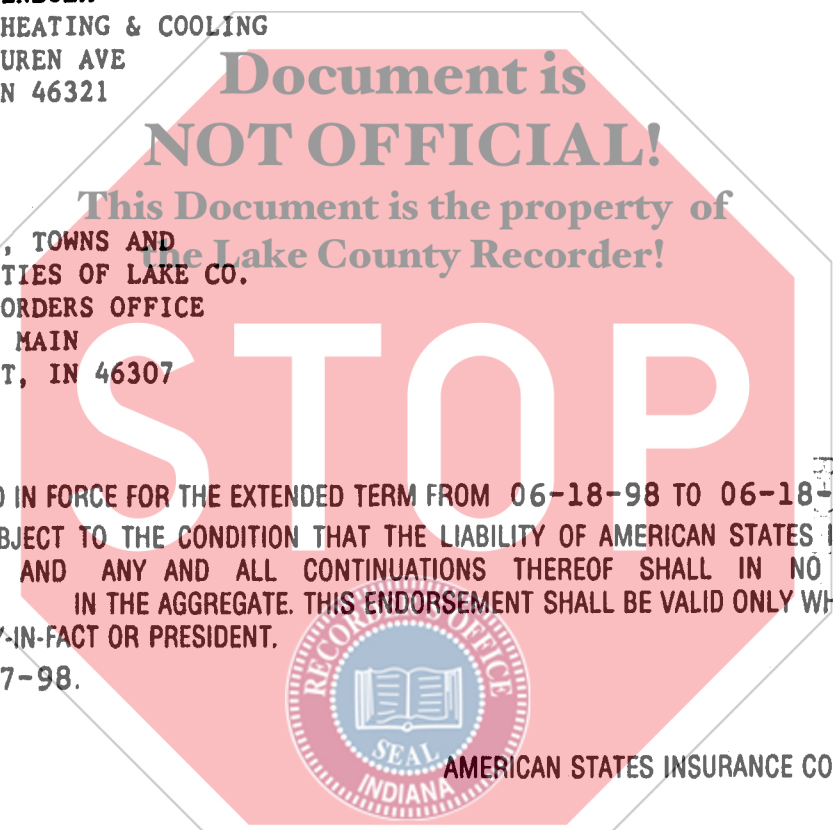 HEATING & COOLING
UREN AVE
N 46321
Document is
NOT OFFICIAL!
This Document is the property of
the Lake County Recorder!
, TOWNS AND
TIES OF LAKE CO.
ORDERS OFFICE
MAIN
T, IN 46307
STOP
IN FORCE FOR THE EXTENDED TERM FROM 06-18-98 TO 06-18-
BJECT TO THE CONDITION THAT THE LIABILITY OF AMERICAN STATES
AND ANY AND ALL CONTINUATIONS THEREOF SHALL IN NO
IN THE AGGREGATE. THIS ENDORSEMENT SHALL BE VALID ONLY WH
Y-IN-FACT OR PRESIDENT.
7-98.
RECORDER'S OFFICE
SEAL
INDIANA
AMERICAN STATES INSURANCE CO